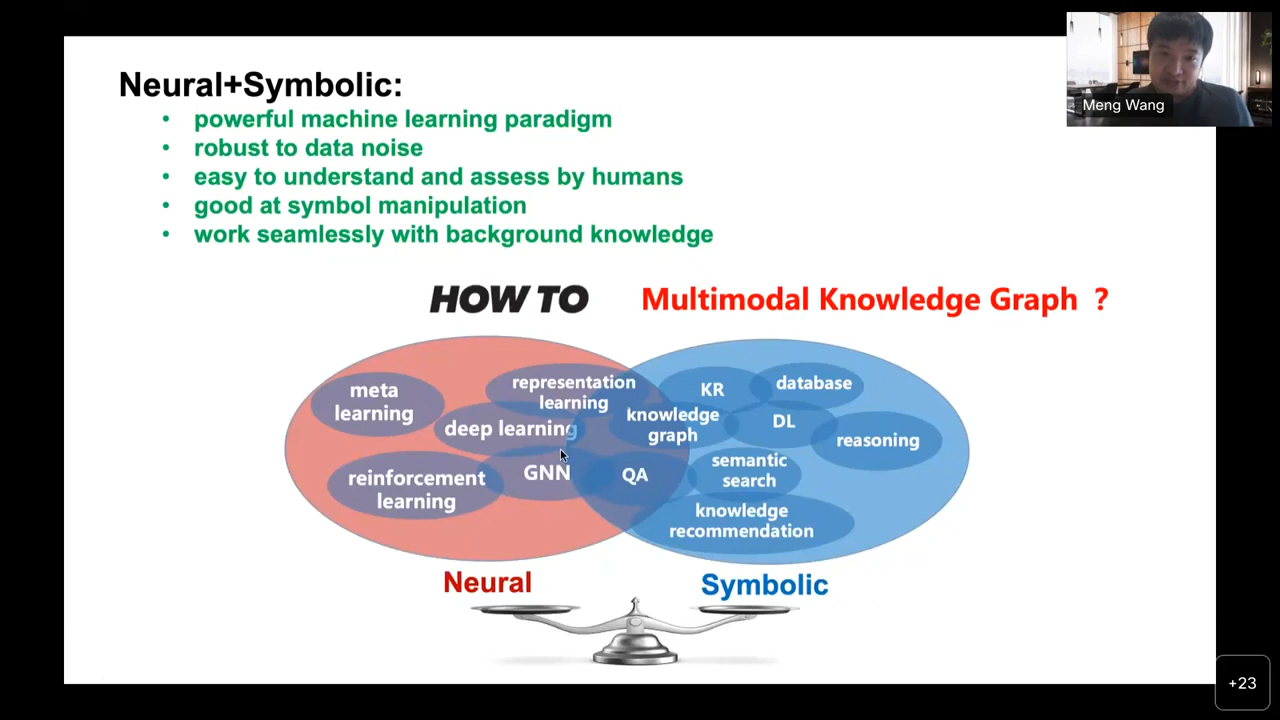 Neural+Symbolic:
• powerful machine learning paradigm
• robust to data noise
• easy to understand and assess by humans
• good at symbol manipulation
• work seamlessly with background knowledge
Meng Wang
HOW TO Multimodal Knowledge Graph ?
meta
learning
representation
learning
deep learning
reinforcement
learning
GNN
knowledge
graph
QA
KR
database
DL
reasoning
semantic
search
knowledge
recommendation
Neural
Symbolic
+23